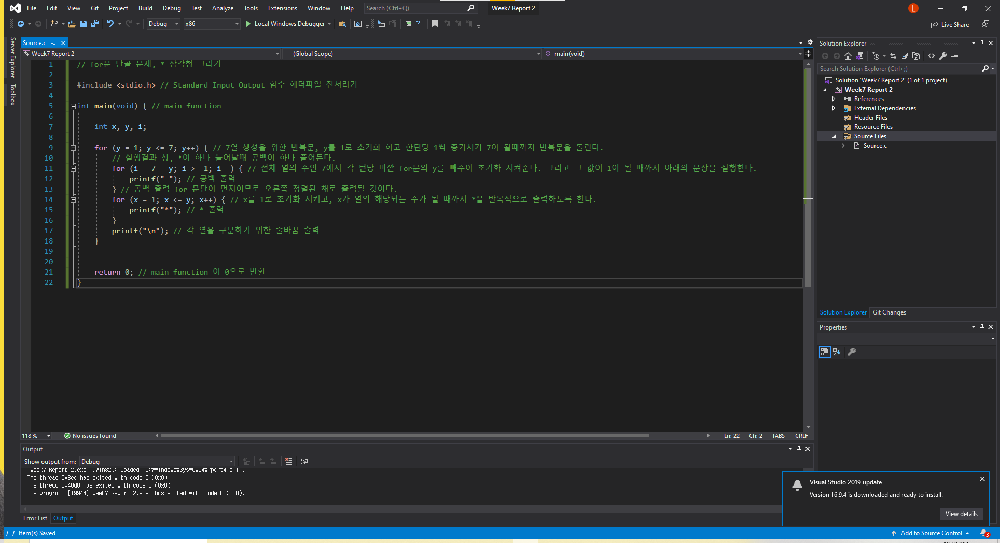 File Edit View Git Project Build Debug Test Analyze Tools Extensions Window Help Search (Ctrl+Q) Week7 Report 2 L
Debug x86 Local Windows Debugger Live Share
Server Explorer
Toolbox
Source.c
Week7 Report 2 (Global Scope) main(void)
1 // for문 단골 문제, * 삼각형 그리기
2
3 #include <stdio.h> // Standard Input Output 함수 헤더파일 전처리기
4
5 int main(void) { // main function
6
7 int x, y, i;
8
9 for (y = 1; y <= 7; y++) { // 7열 생성을 위한 반복문, y를 1로 초기화 하고 한턴당 1씩 증가시켜 7이 될때까지 반복문을 돌린다.
10 // 실행결과 상, *이 하나 늘어날때 공백이 하나 줄어든다.
11 for (i = 7 - y; i >= 1; i--) { // 전체 열의 수인 7에서 각 턴당 바깥 for문의 y를 빼주어 초기화 시켜준다. 그리고 그 값이 1이 될 때까지 아래의 문장을 실행한다.
12 printf(" "); // 공백 출력
13 } // 공백 출력 for 문단이 먼저이므로 오른쪽 정렬된 채로 출력될 것이다.
14 for (x = 1; x <= y; x++) { // x를 1로 초기화 시키고, x가 열의 해당되는 수가 될 때까지 *을 반복적으로 출력하도록 한다.
15 printf("*"); // * 출력
16 }
17 printf("\n"); // 각 열을 구분하기 위한 줄바꿈 출력
18 }
19
20
21 return 0; // main function 이 0으로 반환
22 }
118 % No issues found Ln: 22 Ch: 2 TABS CRLF
Output
Show output from: Debug
'Week7 Report 2.exe' (Win32): Loaded 'C:₩Windows₩SysWOW64₩rpcrt4.dll'.
The thread 0x8ec has exited with code 0 (0x0).
The thread 0x40d8 has exited with code 0 (0x0).
The program '[19944] Week7 Report 2.exe' has exited with code 0 (0x0).
Error List Output
Solution Explorer
Search Solution Explorer (Ctrl+;)
Solution 'Week7 Report 2' (1 of 1 project)
Week7 Report 2
References
External Dependencies
Header Files
Resource Files
Source Files
Source.c
Solution Explorer Git Changes
Properties
Visual Studio 2019 update
Version 16.9.4 is downloaded and ready to install.
View details
Item(s) Saved Add to Source Control 3